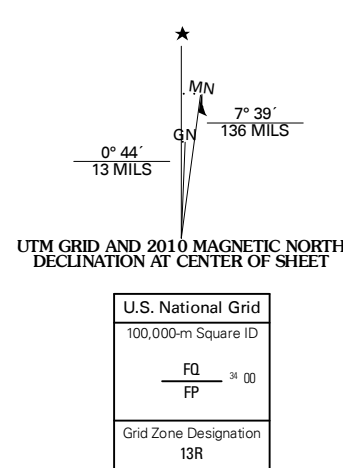 MN
7° 39´
136 MILS
GN
0° 44´
13 MILS
UTM GRID AND 2010 MAGNETIC NORTH
DECLINATION AT CENTER OF SHEET
U.S. National Grid
100,000-m Square ID
FQ
34 00
FP
Grid Zone Designation
13R